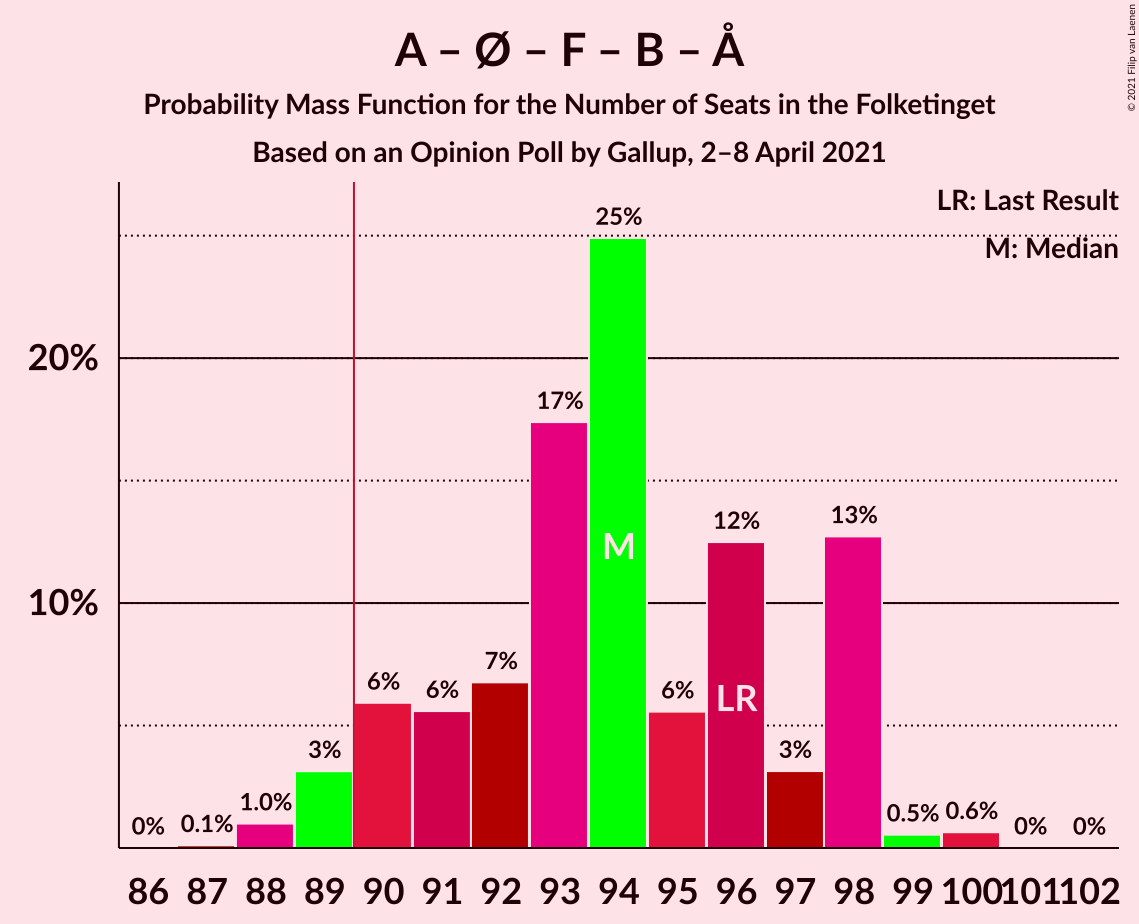 A – Ø – F – B – Å
Probability Mass Function for the Number of Seats in the Folketinget
Based on an Opinion Poll by Gallup, 2–8 April 2021
© 2021 Filip van Laenen
LR: Last Result
M: Median
20%
10%
0%
0.1%
1.0%
3%
6%
6%
7%
17%
25%
6%
12%
3%
13%
0.5%
0.6%
0%
0%
M
LR
86 87 88 89 90 91 92 93 94 95 96 97 98 99 100 101 102